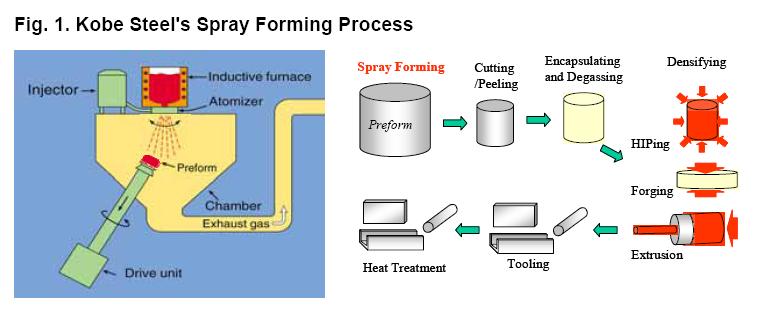 Fig. 1. Kobe Steel's Spray Forming Process
Injector
Inductive furnace
Atomizer
Preform
Chamber
Exhaust gas
Drive unit
Spray Forming
Preform
Cutting
/Peeling
Encapsulating
and Degassing
Densifying
HIPing
Forging
Extrusion
Tooling
Heat Treatment